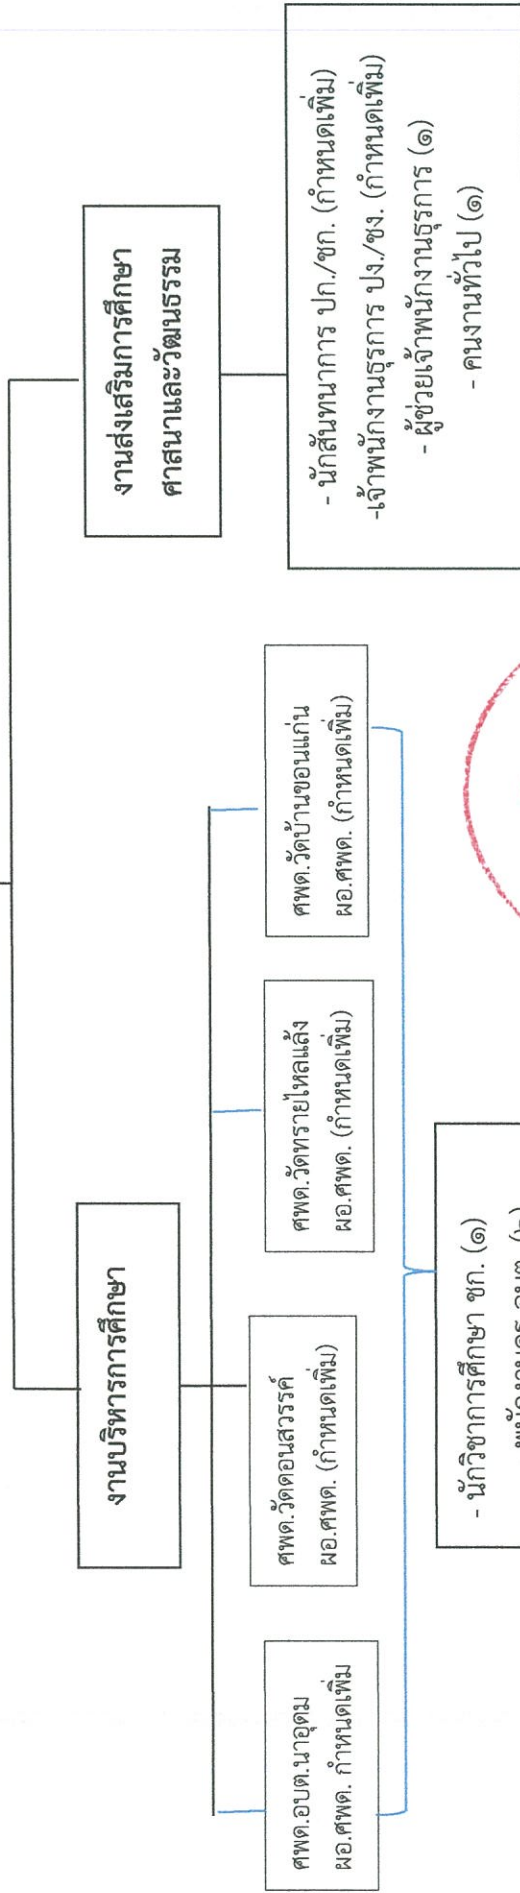 งานบริหารการศึกษา
งานส่งเสริมการศึกษา
ศาสนาและวัฒนธรรม
ศพด.อบต.นาอุดม
ผอ.ศพด. กำหนดเพิ่ม
ศพด.วัดดอนสวรรค์
ผอ.ศพด. (กำหนดเพิ่ม)
ศพด.วัดทรายไหลแล้ง
ผอ.ศพด. (กำหนดเพิ่ม)
ศพด.วัดบ้านขอนแก่น
ผอ.ศพด. (กำหนดเพิ่ม)
- นักสันทนาการ ปก./ชก. (กำหนดเพิ่ม)
-เจ้าพนักงานธุรการ ปง./ชง. (กำหนดเพิ่ม)
- ผู้ช่วยเจ้าพนักงานธุรการ (๑)
- คนงานทั่วไป (๑)
- นักวิชาการศึกษา ชก. (๑)